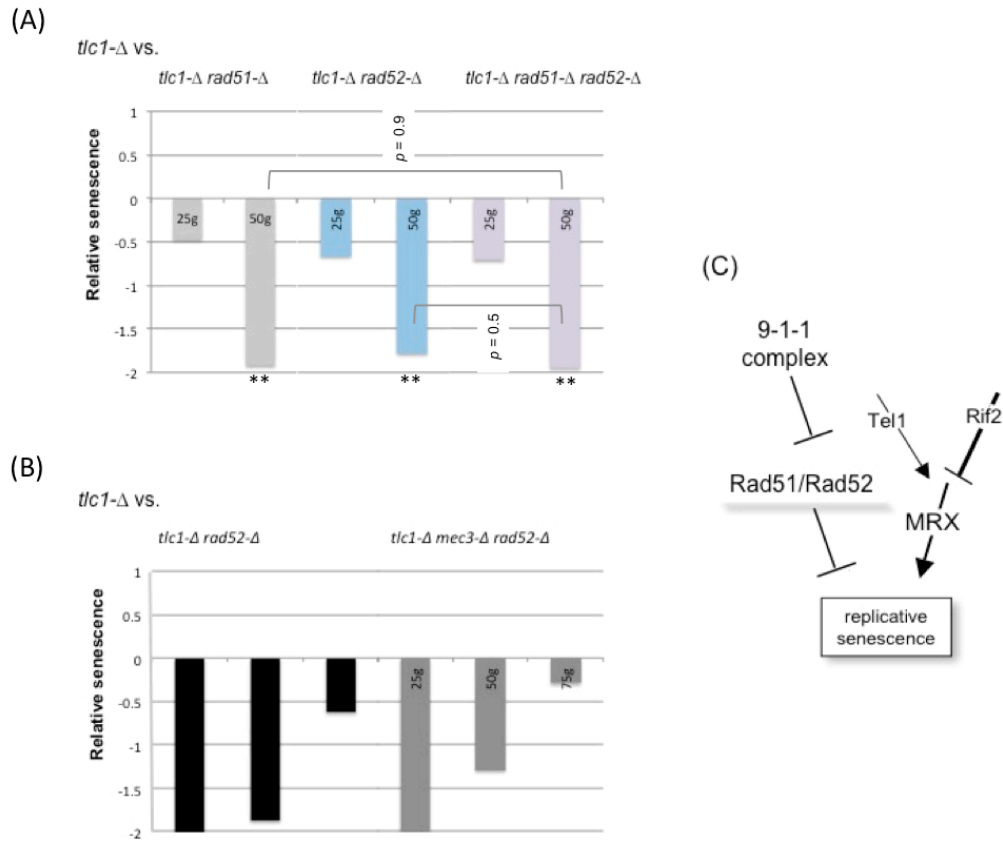 (A)
tlc1-Δ vs.
tlc1-Δ rad51-Δ
tlc1-Δ rad52-Δ
tlc1-Δ rad51-Δ rad52-Δ
Relative senescence
1
0.5
0
-0.5
-1
-1.5
-2
25g
50g
25g
50g
25g
50g
p = 0.9
p = 0.5
**
**
**
(B)
tlc1-Δ vs.
tlc1-Δ rad52-Δ
tlc1-Δ mec3-Δ rad52-Δ
Relative senescence
1
0.5
0
-0.5
-1
-1.5
-2
25g
50g
75g
(C)
9-1-1
complex
Tel1
Rif2
Rad51/Rad52
MRX
replicative
senescence